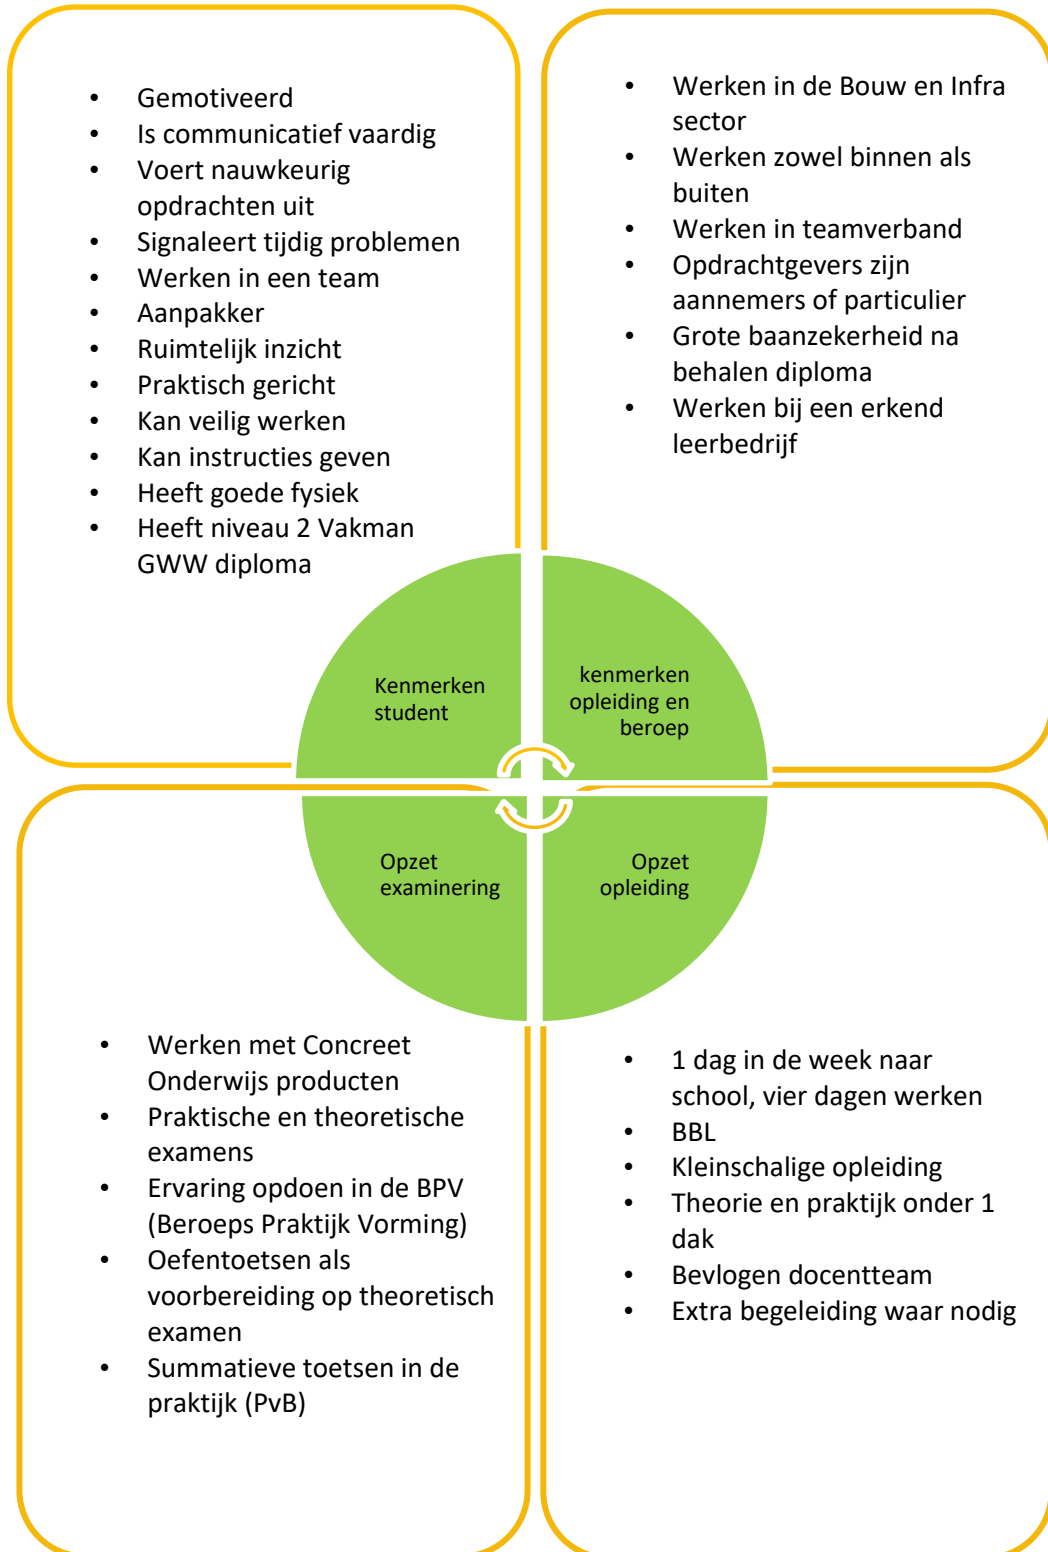 • Gemotiveerd
• Is communicatief vaardig
• Voert nauwkeurig
opdrachten uit
• Signaleert tijdig problemen
• Werken in een team
• Aanpakker
• Ruimtelijk inzicht
• Praktisch gericht
• Kan veilig werken
• Kan instructies geven
• Heeft goede fysiek
• Heeft niveau 2 Vakman
GWW diploma
• Werken in de Bouw en Infra
sector
• Werken zowel binnen als
buiten
• Werken in teamverband
• Opdrachtgevers zijn
aannemers of particulier
• Grote baanzekerheid na
behalen diploma
• Werken bij een erkend
leerbedrijf
Kenmerken
student
kenmerken
opleiding en
beroep
Opzet
examinering
Opzet
opleiding
• Werken met Concreet
Onderwijs producten
• Praktische en theoretische
examens
• Ervaring opdoen in de BPV
(Beroeps Praktijk Vorming)
• Oefentoetsen als
voorbereiding op theoretisch
examen
• Summatieve toetsen in de
praktijk (PvB)
• 1 dag in de week naar
school, vier dagen werken
• BBL
• Kleinschalige opleiding
• Theorie en praktijk onder 1
dak
• Bevlogen docentteam
• Extra begeleiding waar nodig